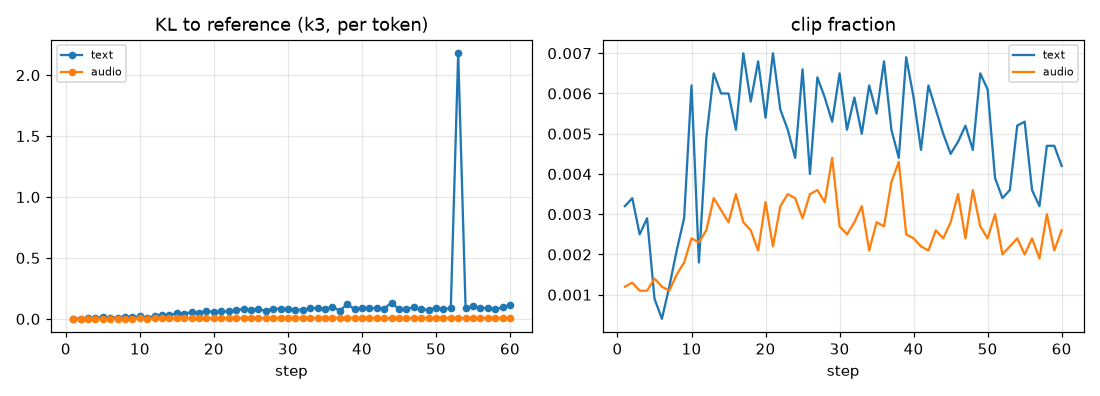 KL to reference (k3, per token)
text
audio
2.0
1.5
1.0
0.5
0.0
0 10 20 30 40 50 60
step
clip fraction
text
audio
0.007
0.006
0.005
0.004
0.003
0.002
0.001
0 10 20 30 40 50 60
step